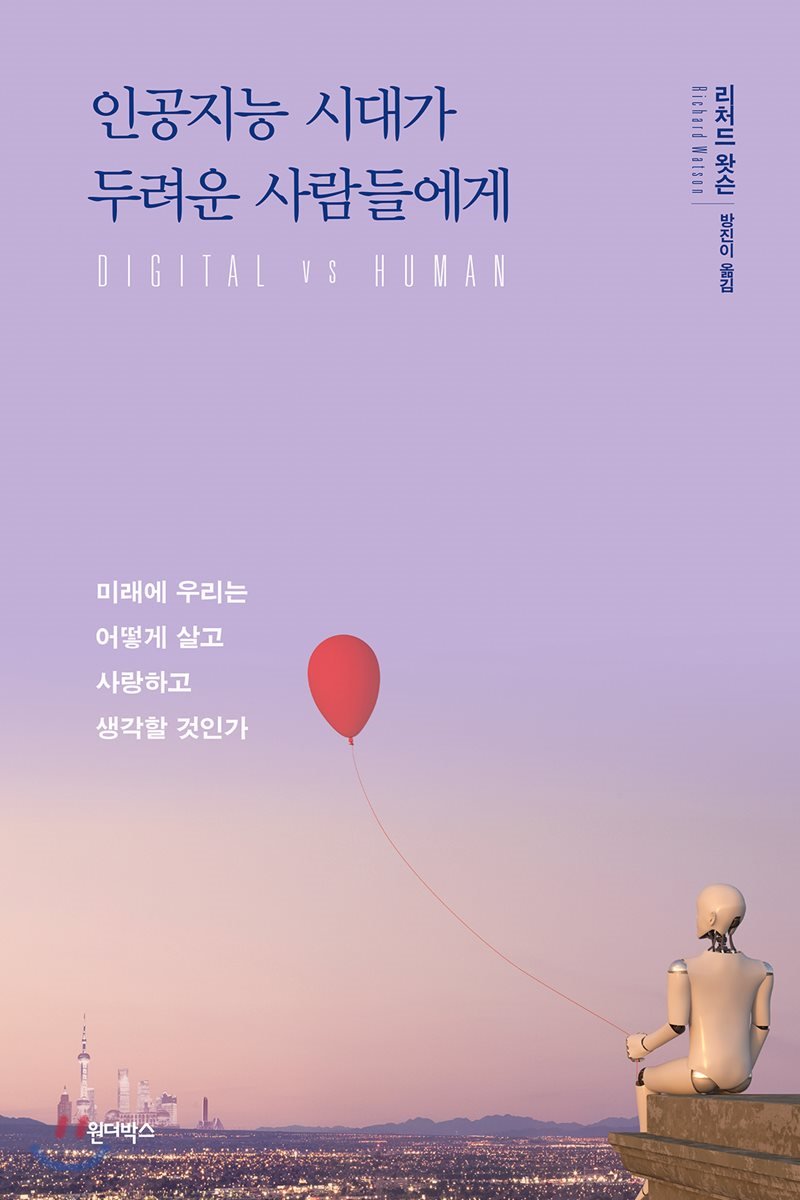 인공지능 시대가
두려운 사람들에게
DIGITAL vs HUMAN
리처드 왓슨
Richard Watson
방진이 옮김
미래에 우리는
어떻게 살고
사랑하고
생각할 것인가
원더박스